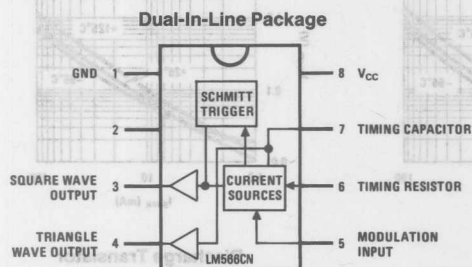 Dual-In-Line Package
GND 1
8 VCC
SCHMITT
TRIGGER
2
7 TIMING CAPACITOR
SQUARE WAVE
OUTPUT
3
CURRENT
SOURCES
6 TIMING RESISTOR
TRIANGLE
WAVE OUTPUT
4
5 MODULATION
INPUT
LM566CN